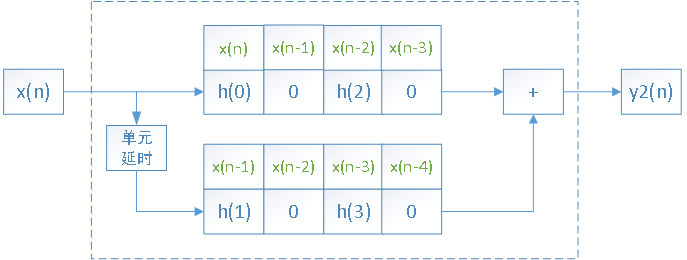 x(n) x(n-1) x(n-2) x(n-3)
x(n) h(0) 0 h(2) 0 + y2(n)
单元
延时
x(n-1) x(n-2) x(n-3) x(n-4)
h(1) 0 h(3) 0